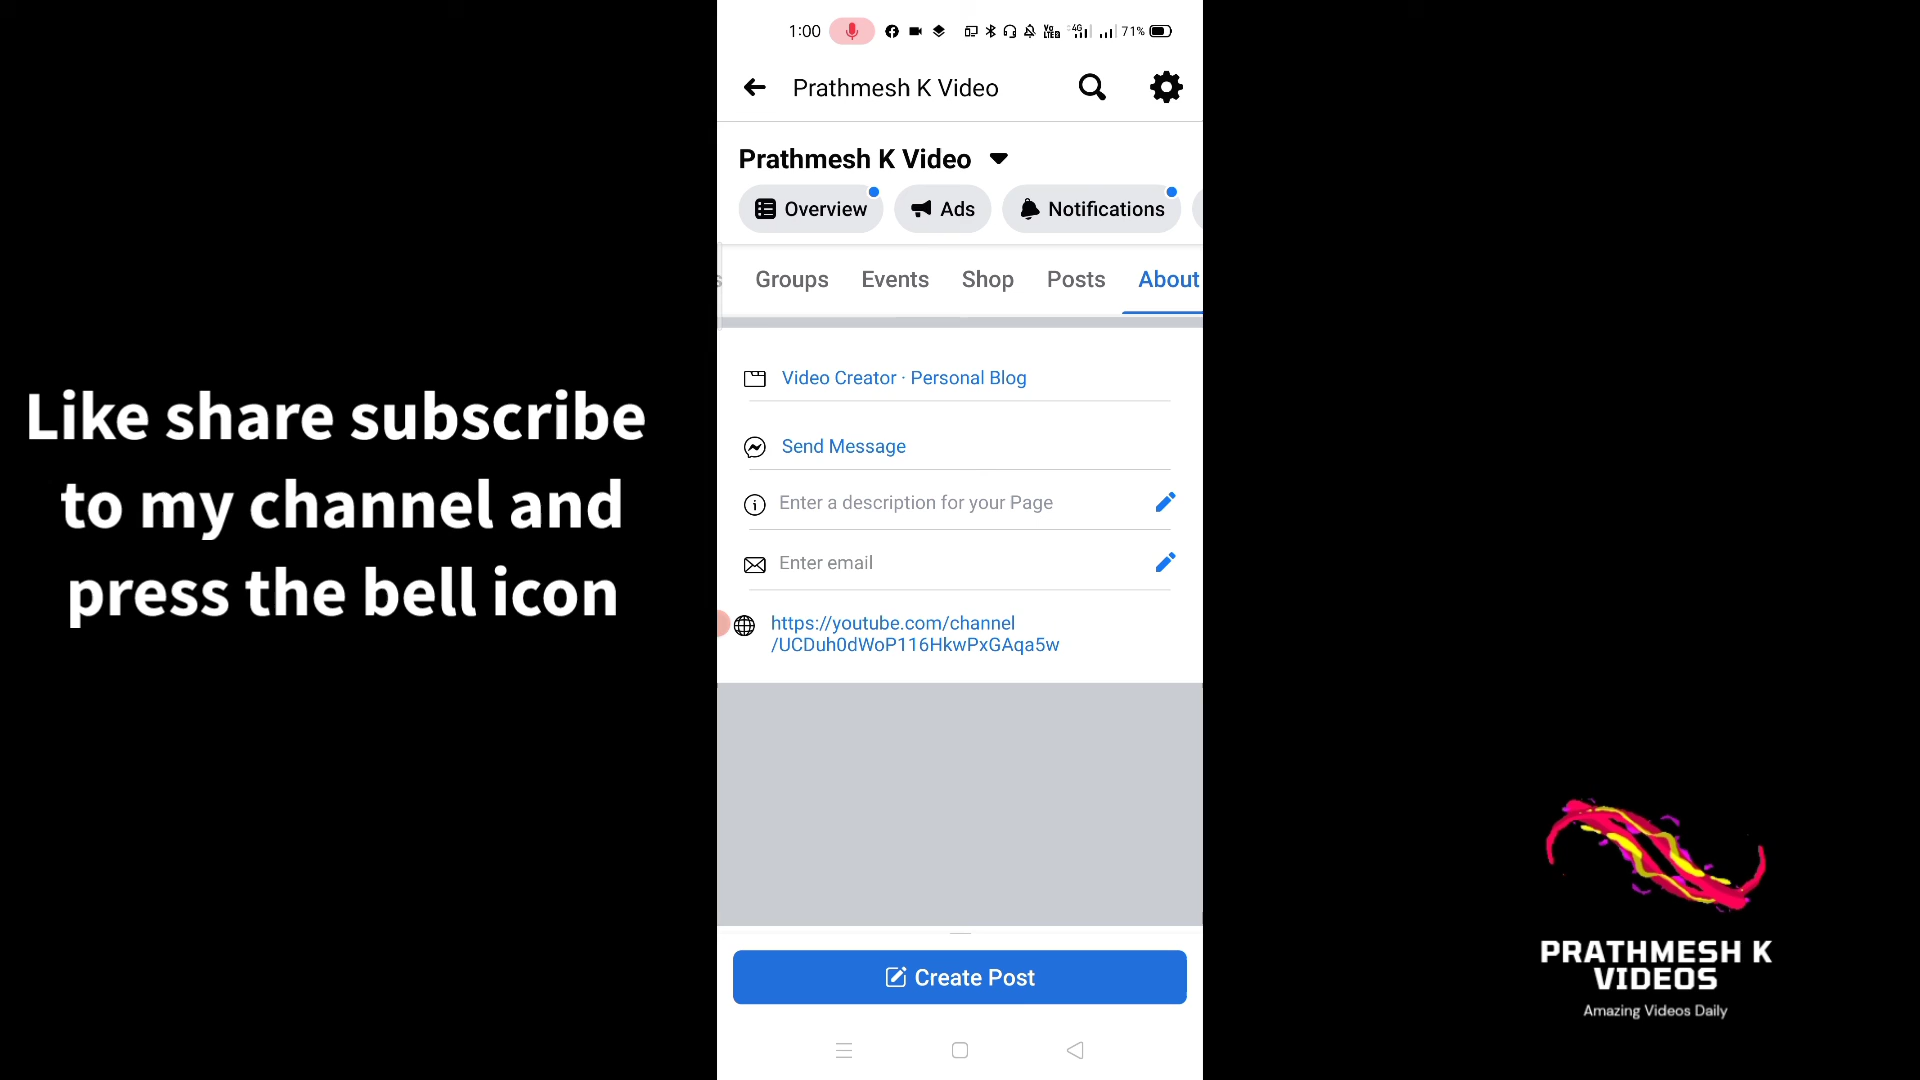 Like share subscribe
to my channel and
press the bell icon
1:00
4G
71%
Prathmesh K Video
Prathmesh K Video
Overview
Ads
Notifications
s
Groups
Events
Shop
Posts
About
Video Creator · Personal Blog
Send Message
Enter a description for your Page
Enter email
https://youtube.com/channel
/UCDuh0dWoP116HkwPxGAqa5w
Create Post
PRATHMESH K
VIDEOS
Amazing Videos Daily